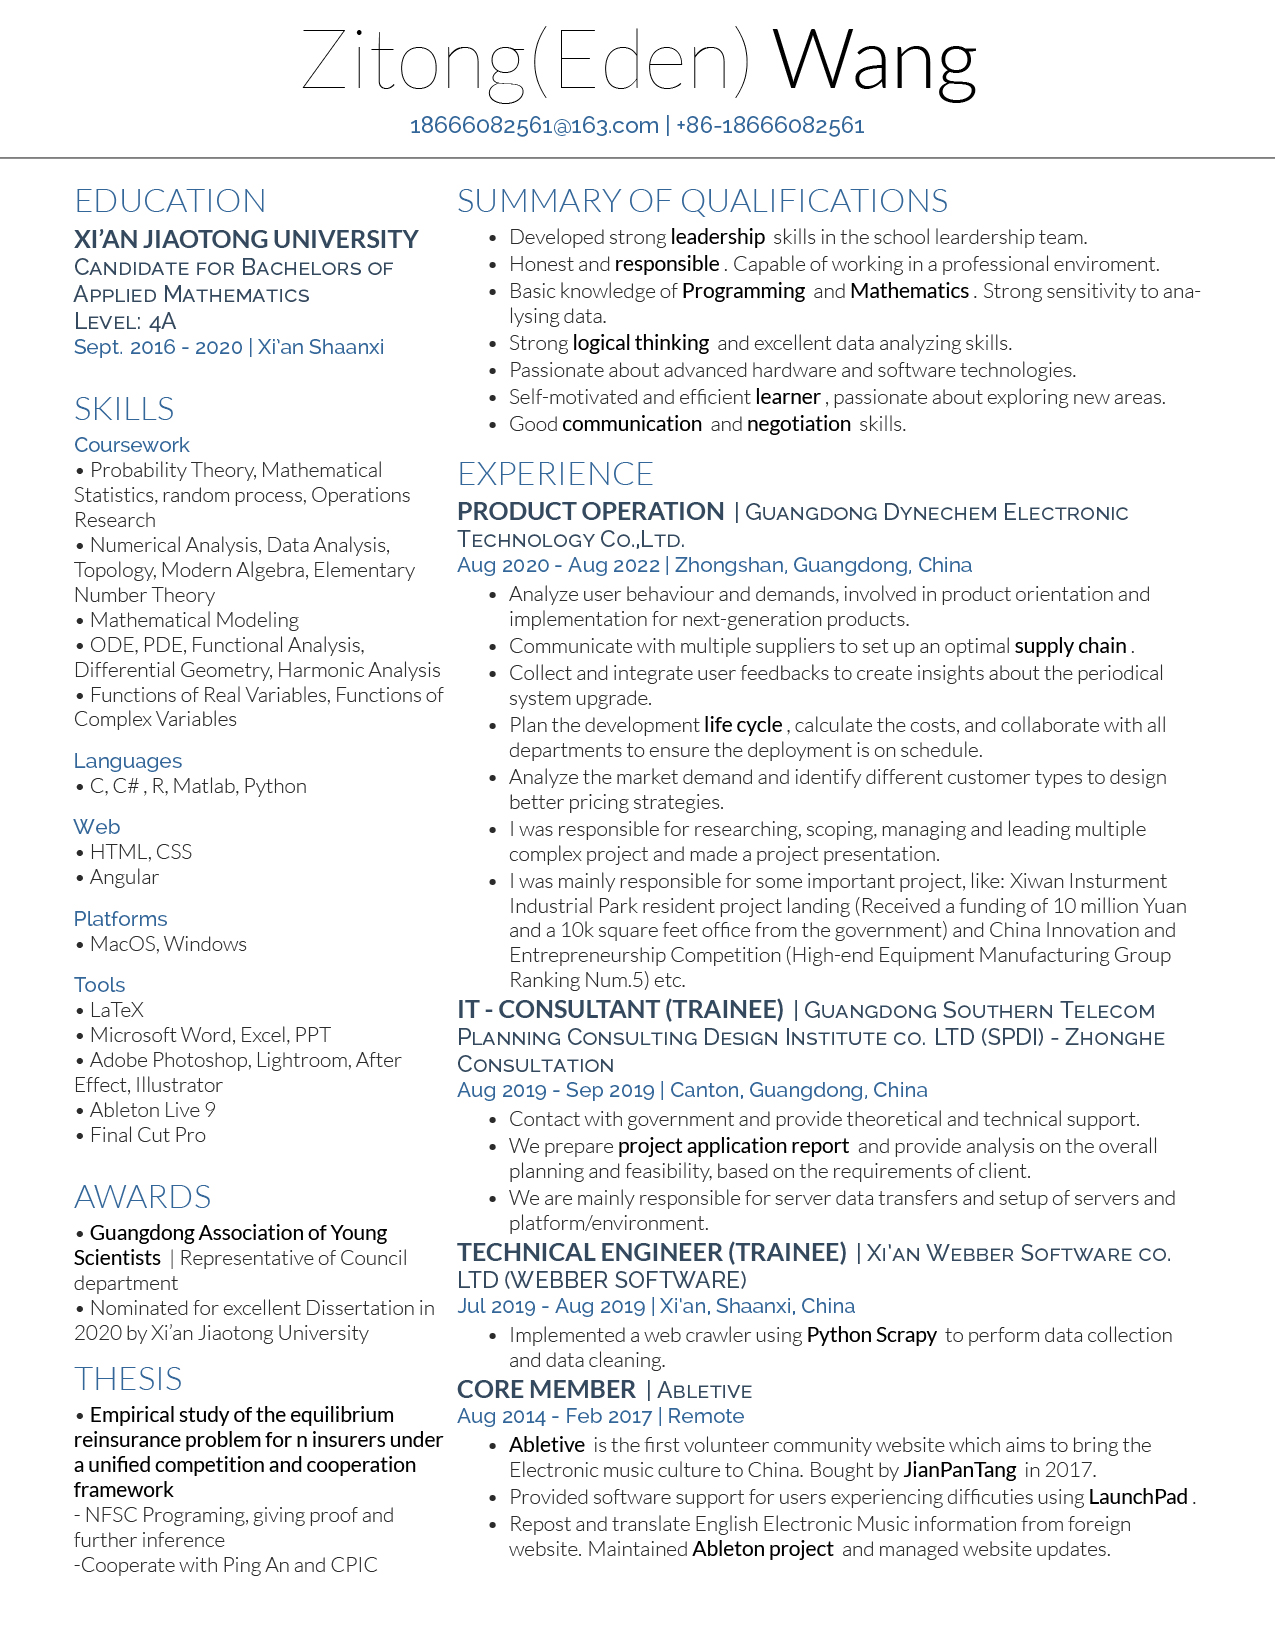 Zitong(Eden) Wang
18666082561@163.com | +86-18666082561
EDUCATION
XI'AN JIAOTONG UNIVERSITY
Candidate for Bachelors of
Applied Mathematics
Level: 4A
Sept. 2016 - 2020 | Xi'an Shaanxi
SKILLS
Coursework
• Probability Theory, Mathematical
Statistics, random process, Operations
Research
• Numerical Analysis, Data Analysis,
Topology, Modern Algebra, Elementary
Number Theory
• Mathematical Modeling
• ODE, PDE, Functional Analysis,
Differential Geometry, Harmonic Analysis
• Functions of Real Variables, Functions of
Complex Variables
Languages
• C, C# , R, Matlab, Python
Web
• HTML, CSS
• Angular
Platforms
• MacOS, Windows
Tools
• LaTeX
• Microsoft Word, Excel, PPT
• Adobe Photoshop, Lightroom, After
Effect, Illustrator
• Ableton Live 9
• Final Cut Pro
AWARDS
• Guangdong Association of Young
Scientists | Representative of Council
department
• Nominated for excellent Dissertation in
2020 by Xi'an Jiaotong University
THESIS
• Empirical study of the equilibrium
reinsurance problem for n insurers under
a unified competition and cooperation
framework
- NFSC Programing, giving proof and
further inference
-Cooperate with Ping An and CPIC
SUMMARY OF QUALIFICATIONS
• Developed strong leadership skills in the school leardership team.
• Honest and responsible . Capable of working in a professional enviroment.
• Basic knowledge of Programming and Mathematics . Strong sensitivity to ana-
lysing data.
• Strong logical thinking and excellent data analyzing skills.
• Passionate about advanced hardware and software technologies.
• Self-motivated and efficient learner , passionate about exploring new areas.
• Good communication and negotiation skills.
EXPERIENCE
PRODUCT OPERATION | Guangdong Dynechem Electronic
Technology Co.,Ltd.
Aug 2020 - Aug 2022 | Zhongshan, Guangdong, China
• Analyze user behaviour and demands, involved in product orientation and
implementation for next-generation products.
• Communicate with multiple suppliers to set up an optimal supply chain .
• Collect and integrate user feedbacks to create insights about the periodical
system upgrade.
• Plan the development life cycle , calculate the costs, and collaborate with all
departments to ensure the deployment is on schedule.
• Analyze the market demand and identify different customer types to design
better pricing strategies.
• I was responsible for researching, scoping, managing and leading multiple
complex project and made a project presentation.
• I was mainly responsible for some important project, like: Xiwan Insturment
Industrial Park resident project landing (Received a funding of 10 million Yuan
and a 10k square feet office from the government) and China Innovation and
Entrepreneurship Competition (High-end Equipment Manufacturing Group
Ranking Num.5) etc.
IT - CONSULTANT (TRAINEE) | Guangdong Southern Telecom
Planning Consulting Design Institute co. LTD (SPDI) - Zhonghe
Consultation
Aug 2019 - Sep 2019 | Canton, Guangdong, China
• Contact with government and provide theoretical and technical support.
• We prepare project application report and provide analysis on the overall
planning and feasibility, based on the requirements of client.
• We are mainly responsible for server data transfers and setup of servers and
platform/environment.
TECHNICAL ENGINEER (TRAINEE) | Xi'an Webber Software co.
LTD (WEBBER SOFTWARE)
Jul 2019 - Aug 2019 | Xi'an, Shaanxi, China
• Implemented a web crawler using Python Scrapy to perform data collection
and data cleaning.
CORE MEMBER | Abletive
Aug 2014 - Feb 2017 | Remote
• Abletive is the first volunteer community website which aims to bring the
Electronic music culture to China. Bought by JianPanTang in 2017.
• Provided software support for users experiencing difficuties using LaunchPad .
• Repost and translate English Electronic Music information from foreign
website. Maintained Ableton project and managed website updates.